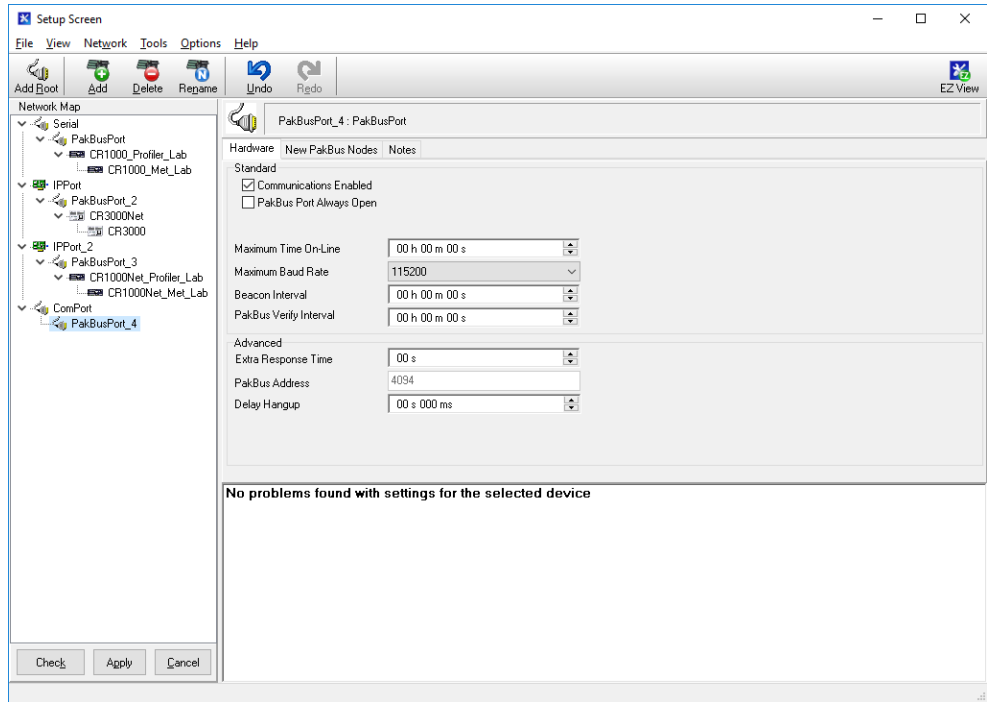 Setup Screen
File View Network Tools Options Help
Add Root Add Delete Rename Undo Redo EZ View
Network Map
Serial
PakBusPort
CR1000_Profiler_Lab
CR1000_Met_Lab
IPPort
PakBusPort_2
CR3000Net
CR3000
IPPort_2
PakBusPort_3
CR1000Net_Profiler_Lab
CR1000Net_Met_Lab
ComPort
PakBusPort_4
Check Apply Cancel
PakBusPort_4 : PakBusPort
Hardware New PakBus Nodes Notes
Standard
Communications Enabled
PakBus Port Always Open
Maximum Time On-Line 00 h 00 m 00 s
Maximum Baud Rate 115200
Beacon Interval 00 h 00 m 00 s
PakBus Verify Interval 00 h 00 m 00 s
Advanced
Extra Response Time 00 s
PakBus Address 4094
Delay Hangup 00 s 000 ms
No problems found with settings for the selected device